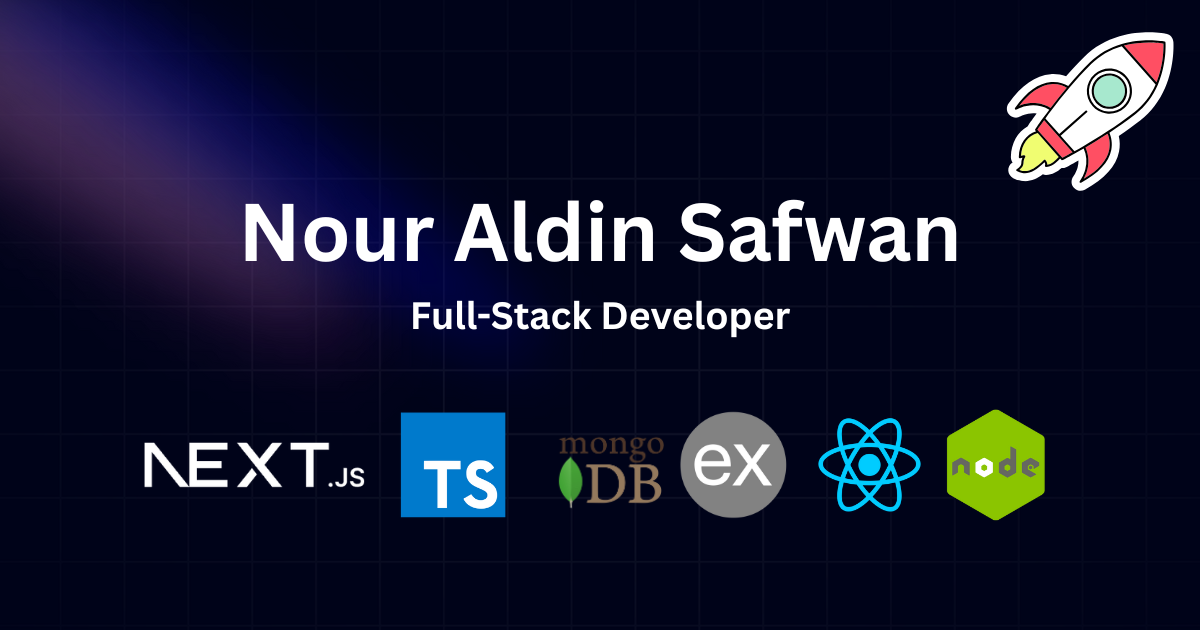 Nour Aldin Safwan
Full-Stack Developer
NEXT.JS
TS
mongo
DB
ex
node